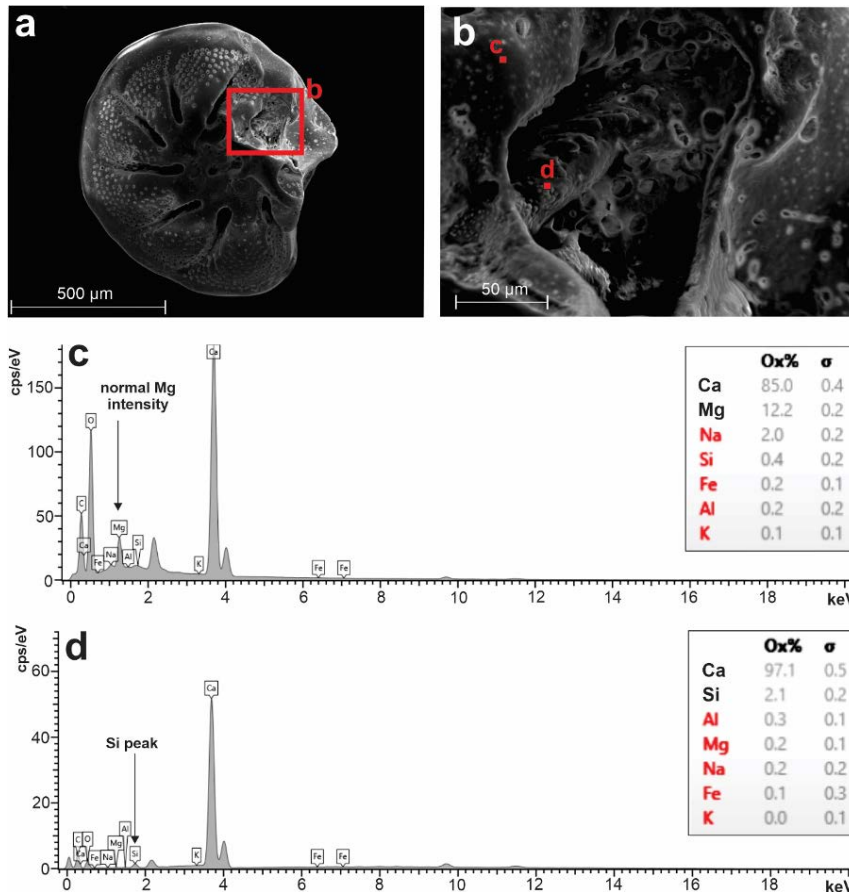 a
b
500 µm
b
c
d
50 µm
c
cps/eV
150
100
50
0
normal Mg
intensity
C
Ca
O
Fe
Na
Mg
Al
Si
K
Ca
Fe
Fe
0 2 4 6 8 10 12 14 16 18 keV
Ox% σ
Ca 85.0 0.4
Mg 12.2 0.2
Na 2.0 0.2
Si 0.4 0.2
Fe 0.2 0.1
Al 0.2 0.2
K 0.1 0.1
d
cps/eV
60
40
20
0
Si peak
C
O
Ca
Fe
Na
Mg
Al
Si
K
Ca
Fe
Fe
0 2 4 6 8 10 12 14 16 18 keV
Ox% σ
Ca 97.1 0.5
Si 2.1 0.2
Al 0.3 0.1
Mg 0.2 0.1
Na 0.2 0.2
Fe 0.1 0.3
K 0.0 0.1